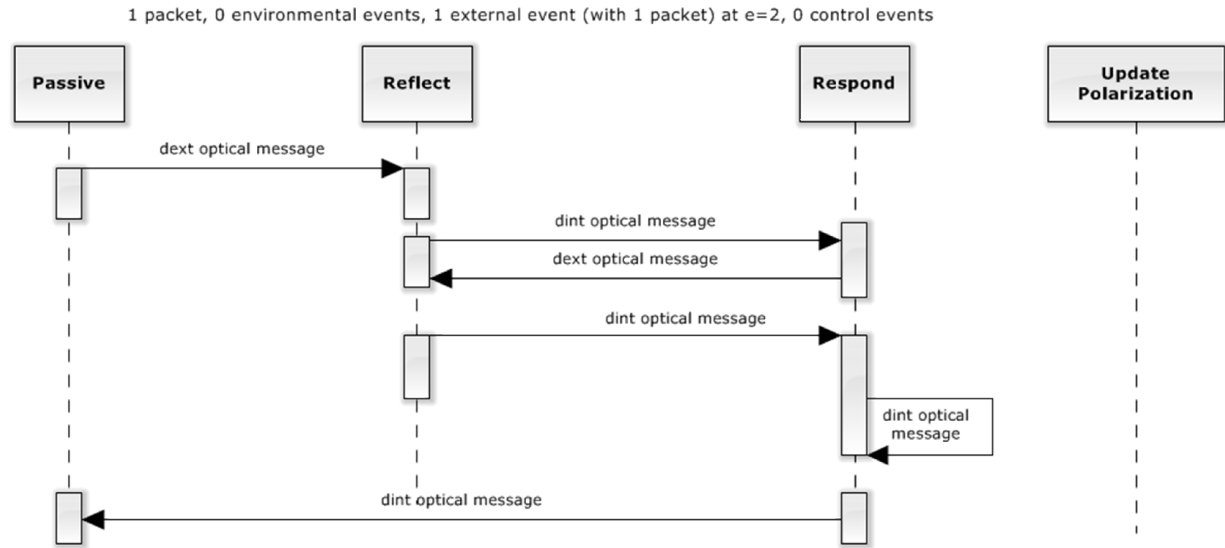 1 packet, 0 environmental events, 1 external event (with 1 packet) at e=2, 0 control events
Passive
Reflect
Respond
Update
Polarization
dext optical message
dint optical message
dext optical message
dint optical message
dint optical
message
dint optical message